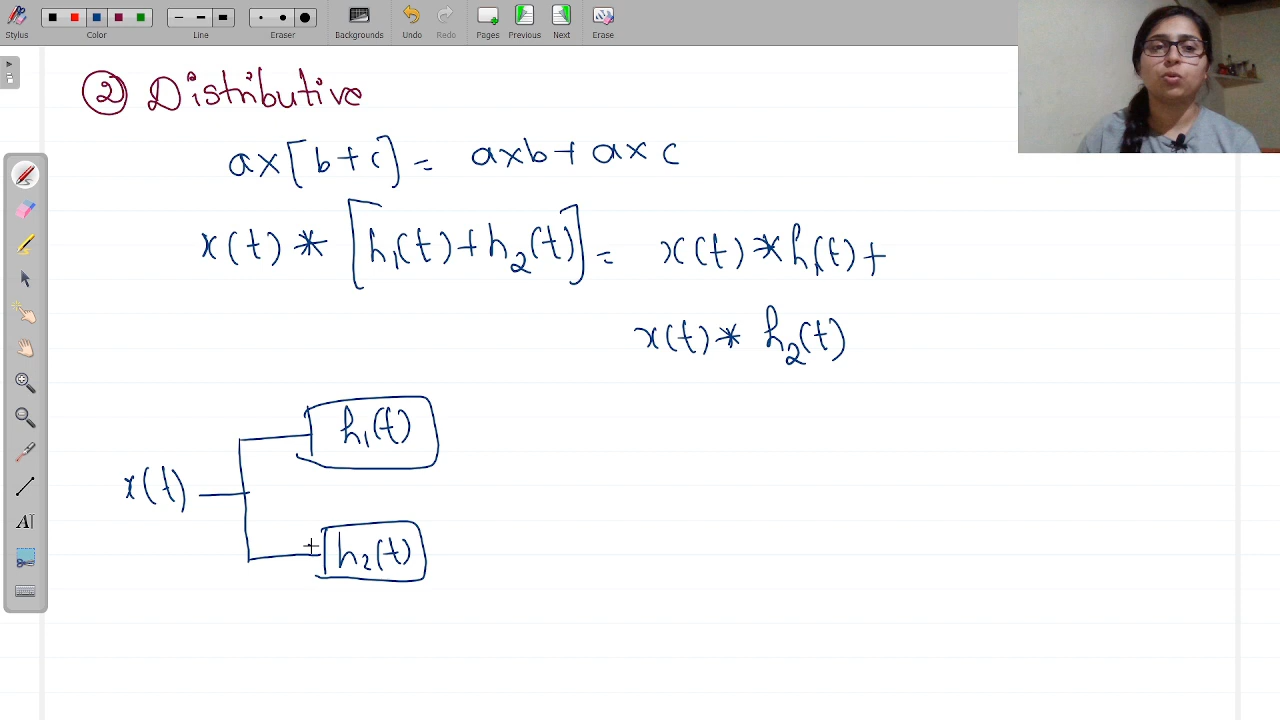 Stylus Color Line Eraser Backgrounds Undo Redo Pages Previous Next Erase
② Distributive
a×[b+c] = a×b + a×c
x(t) * [h₁(t)+h₂(t)] = x(t) * h₁(t) +
x(t) * h₂(t)
h₁(t)
x(t)
h₂(t)